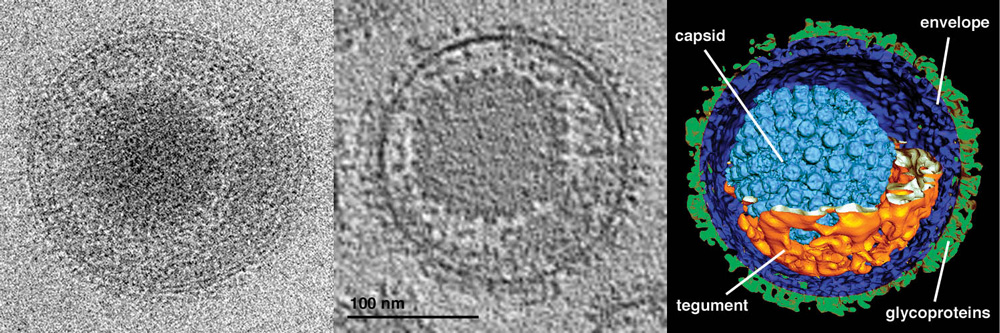 100 nm
capsid
envelope
tegument
glycoproteins